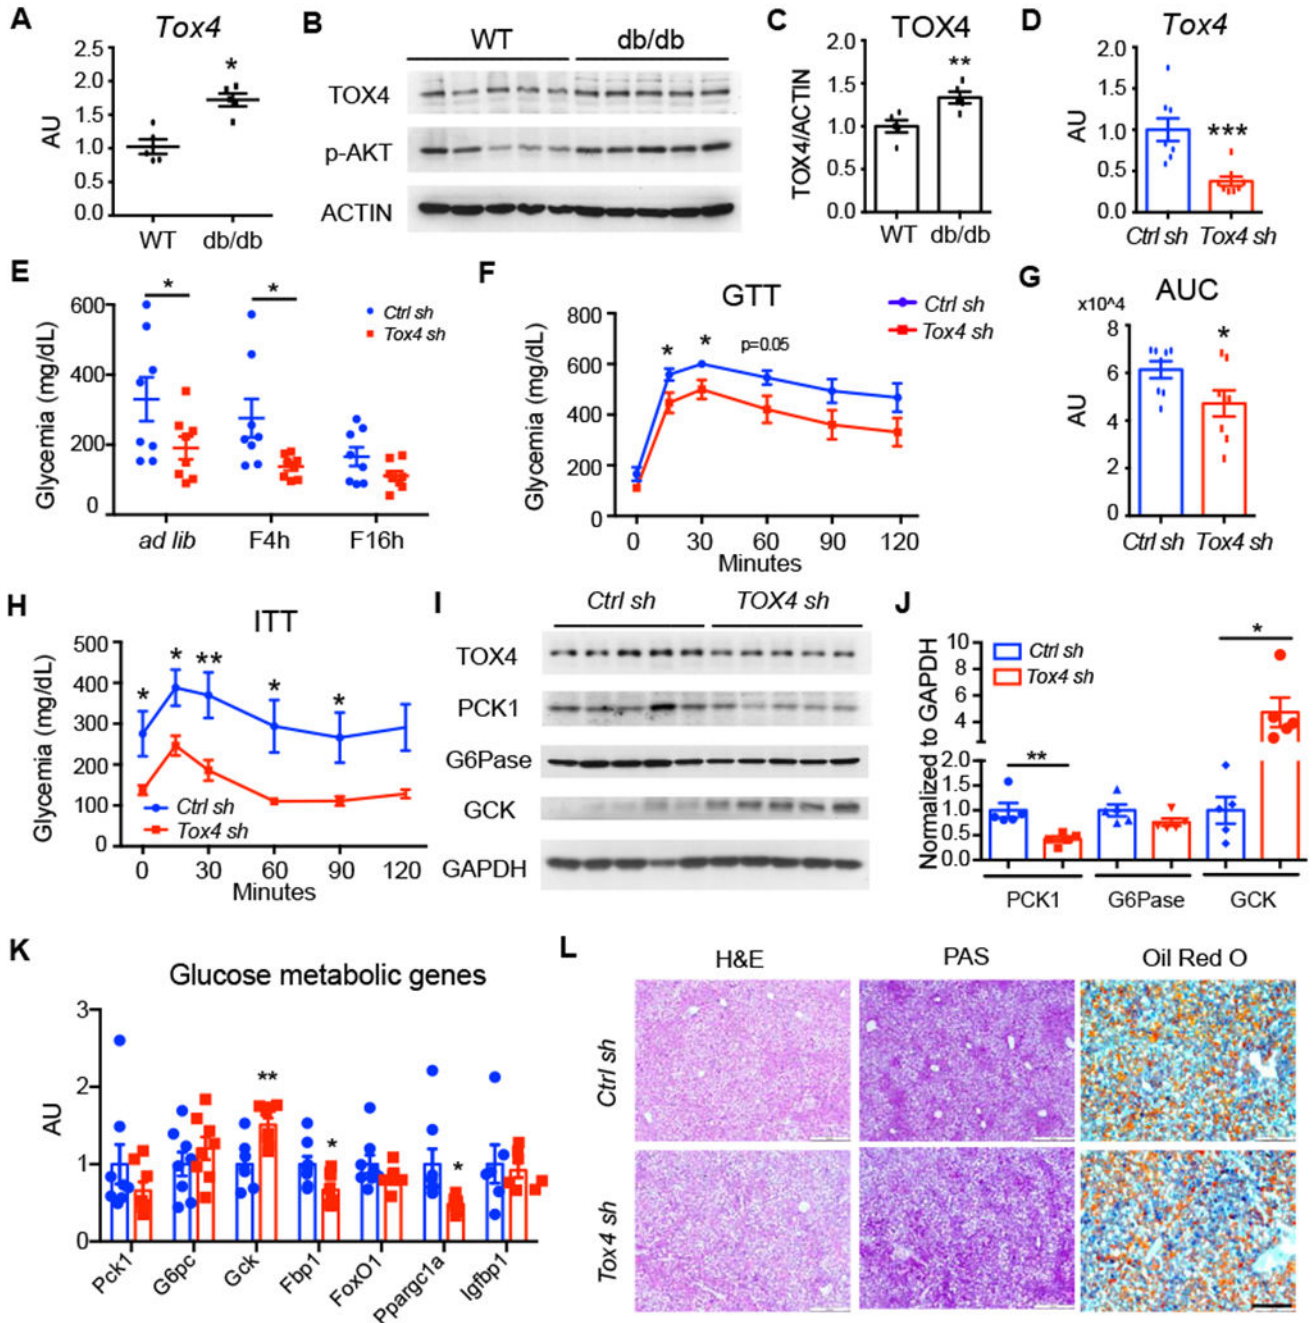 A
Tox4
AU
2.5
2.0
1.5
1.0
0.5
0.0
*
WT
db/db
B
WT
db/db
TOX4
p-AKT
ACTIN
C
TOX4
TOX4/ACTIN
2.0
1.5
1.0
0.5
0.0
**
WT
db/db
D
Tox4
AU
2.0
1.0
0.5
0.0
***
Ctrl sh
Tox4 sh
E
Glycemia (mg/dL)
600
400
200
0
*
*
Ctrl sh
Tox4 sh
ad lib
F4h
F16h
F
GTT
Glycemia (mg/dL)
800
600
400
200
0
*
*
p=0.05
Ctrl sh
Tox4 sh
0
30
60
90
120
Minutes
G
AUC
x10^4
AU
8
6
4
2
0
*
Ctrl sh
Tox4 sh
H
ITT
Glycemia (mg/dL)
500
400
300
200
100
0
*
*
**
*
*
Ctrl sh
Tox4 sh
0
30
60
90
120
Minutes
I
Ctrl sh
TOX4 sh
TOX4
PCK1
G6Pase
GCK
GAPDH
J
Normalized to GAPDH
10
8
6
4
2.0
1.5
1.0
0.5
0.0
Ctrl sh
Tox4 sh
**
*
PCK1
G6Pase
GCK
K
Glucose metabolic genes
AU
3
2
1
0
**
*
*
Pck1
G6pc
Gck
Fbp1
FoxO1
Ppargc1a
Igfbp1
L
H&E
PAS
Oil Red O
Ctrl sh
Tox4 sh